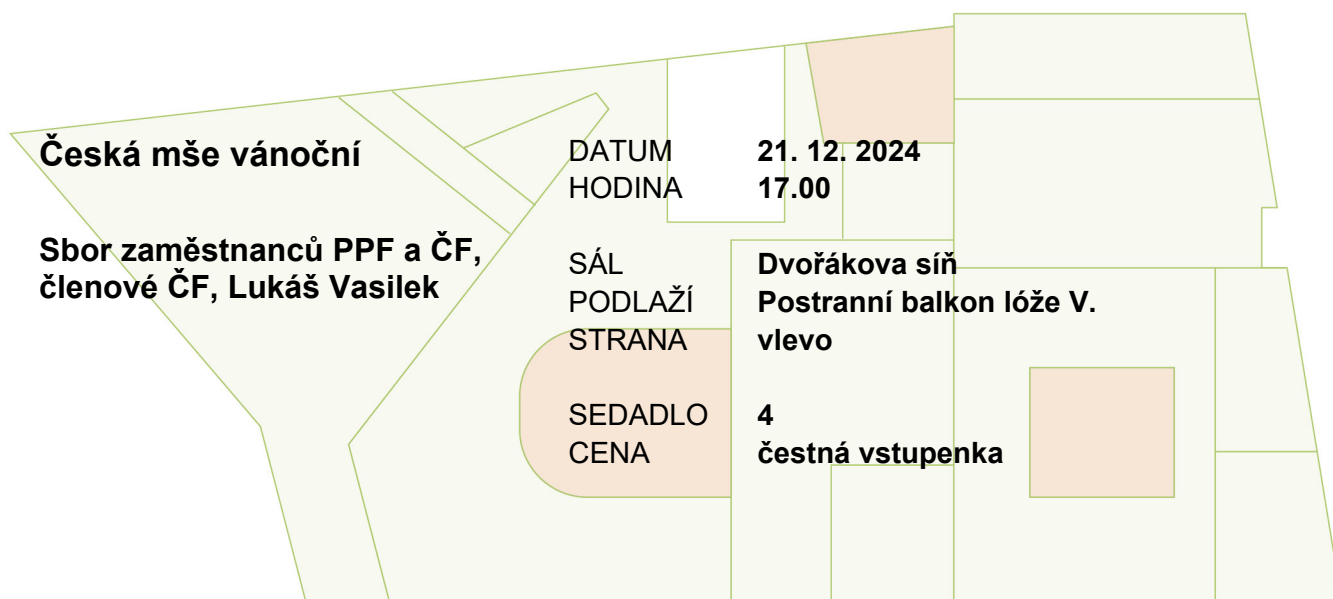 Česká mše vánoční
Sbor zaměstnanců PPF a ČF,
členové ČF, Lukáš Vasilek
DATUM 21. 12. 2024
HODINA 17.00
SÁL Dvořákova síň
PODLAŽÍ Postranní balkon lóže V.
STRANA vlevo
SEDADLO 4
CENA čestná vstupenka